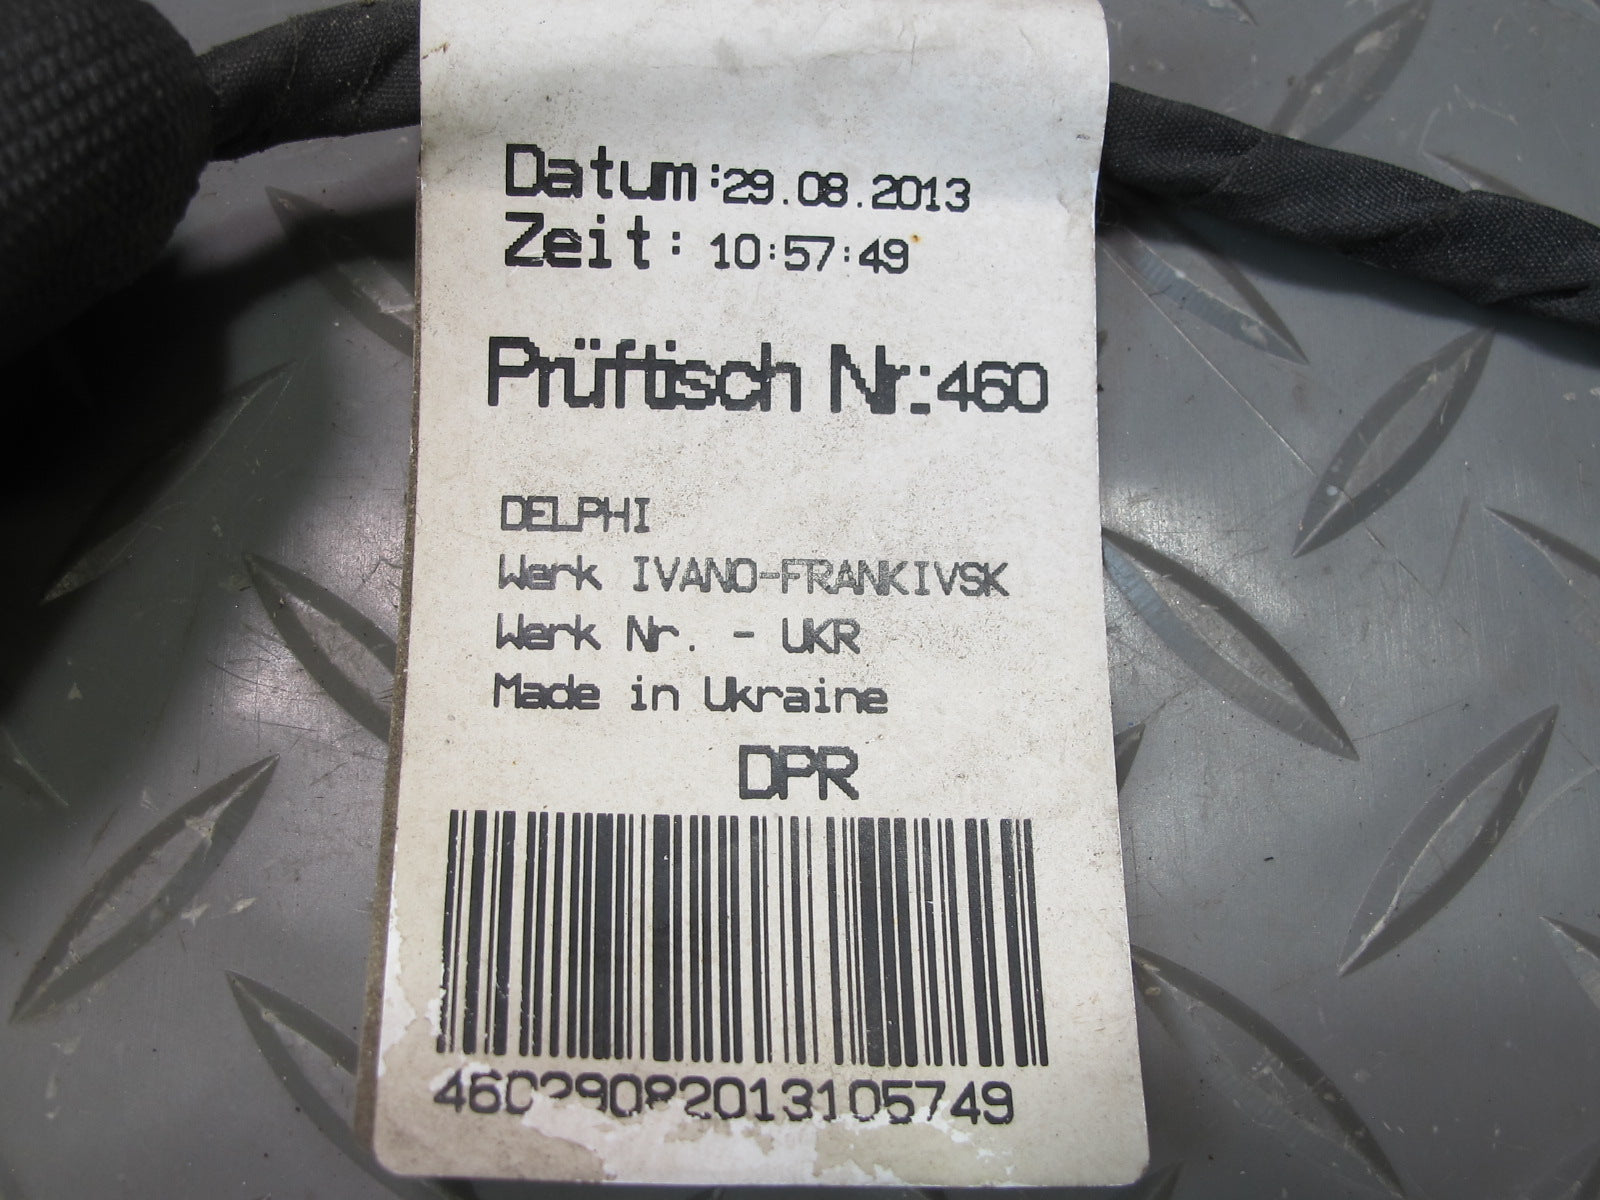 Datum:29.08.2013
Zeit: 10:57:49
Prüftisch Nr.:460
DELPHI
Werk IVANO-FRANKIVSK
Werk Nr. - UKR
Made in Ukraine
DPR
46029082013105749